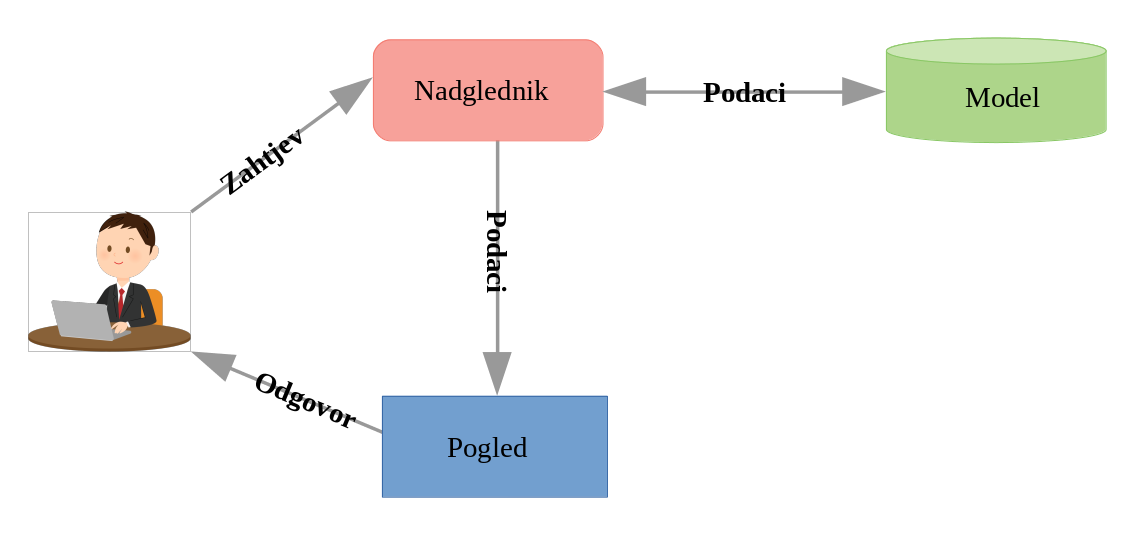 Nadglednik
Podaci
Model
Zahtjev
Podaci
Odgovor
Pogled